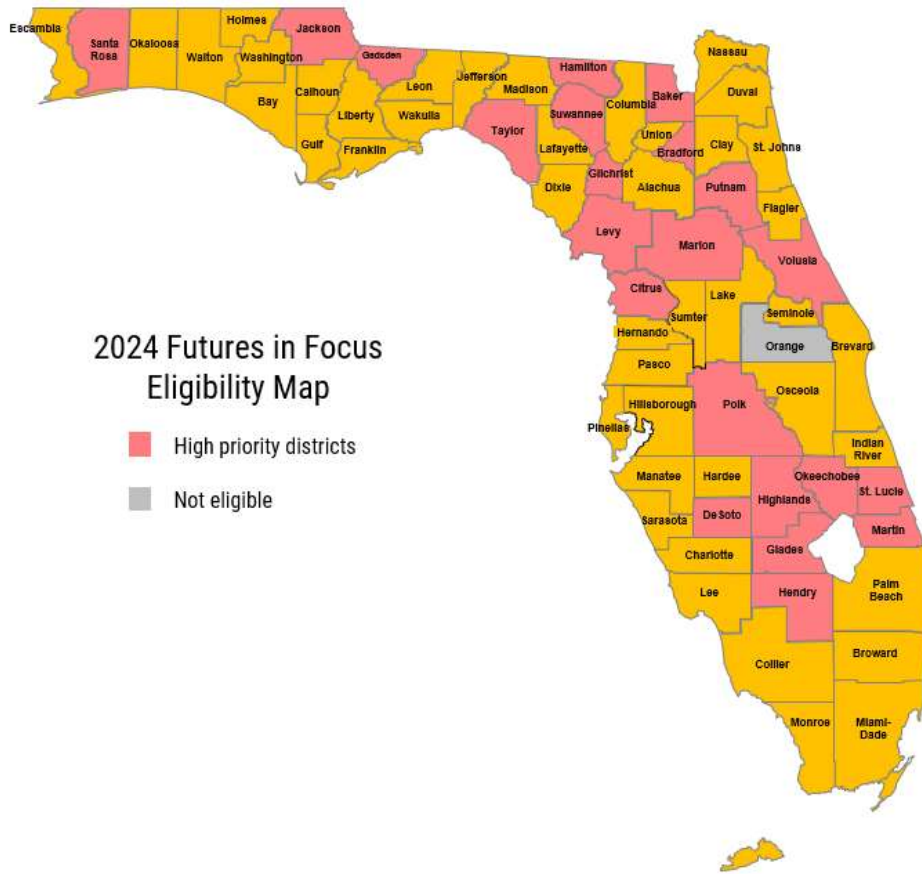 Escambia
Santa
Rosa
Okaloosa
Walton
Holmes
Washington
Jackson
Bay
Calhoun
Gulf
Liberty
Franklin
Gadsden
Leon
Wakulla
Jefferson
Madison
Taylor
Hamilton
Suwannee
Lafayette
Dixie
Columbia
Gilchrist
Baker
Union
Bradford
Alachua
Nassau
Duval
Clay
St. Johns
Putnam
Flagler
Levy
Marion
Volusia
Citrus
Sumter
Lake
Seminole
Orange
Brevard
Hernando
Pasco
2024 Futures in Focus
Eligibility Map
High priority districts
Not eligible
Pinellas
Hillsborough
Polk
Osceola
Indian
River
Manatee
Hardee
Highlands
Okeechobee
St. Lucie
Sarasota
DeSoto
Martin
Charlotte
Glades
Lee
Hendry
Palm
Beach
Collier
Broward
Monroe
Miami-
Dade